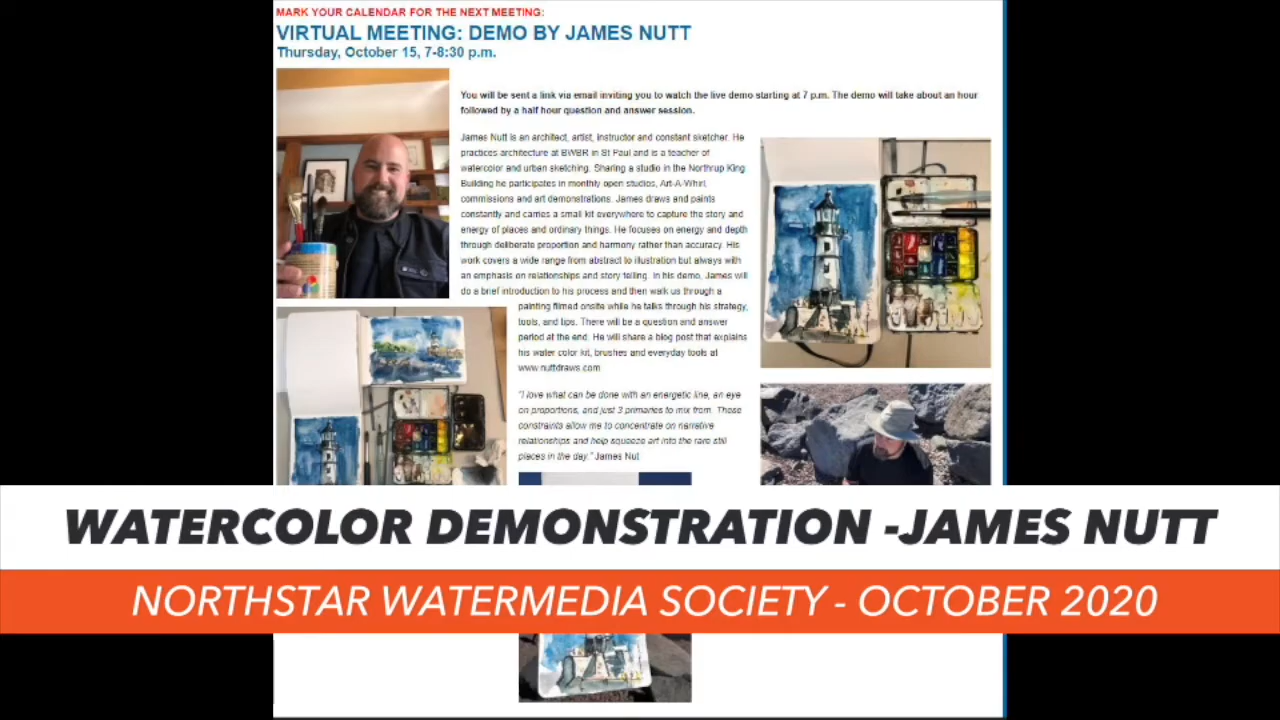 MARK YOUR CALENDAR FOR THE NEXT MEETING:
VIRTUAL MEETING: DEMO BY JAMES NUTT
Thursday, October 15, 7-8:30 p.m.
You will be sent a link via email inviting you to watch the live demo starting at 7 p.m. The demo will take about an hour
followed by a half hour question and answer session.
James Nutt is an architect, artist, instructor and constant sketcher. He
practices architecture at BWBR in St Paul and is a teacher of
watercolor and urban sketching. Sharing a studio in the Northrup King
Building he participates in monthly open studios, Art-A-Whirl,
commissions and art demonstrations. James draws and paints
constantly and carries a small kit everywhere to capture the story and
energy of places and ordinary things. He focuses on energy and depth
through deliberate proportion and harmony rather than accuracy. His
work covers a wide range from abstract to illustration but always with
an emphasis on relationships and story telling. In his demo, James will
do a brief introduction to his process and then walk us through a
painting filmed onsite while he talks through his strategy,
tools, and tips. There will be a question and answer
period at the end. He will share a blog post that explains
his water color kit, brushes and everyday tools at
www.nuttdraws.com
"I love what can be done with an energetic line, an eye
on proportions, and just 3 primaries to mix from. These
constraints allow me to concentrate on narrative
relationships and help squeeze art into the rare still
places in the day." James Nut
WATERCOLOR DEMONSTRATION -JAMES NUTT
NORTHSTAR WATERMEDIA SOCIETY - OCTOBER 2020